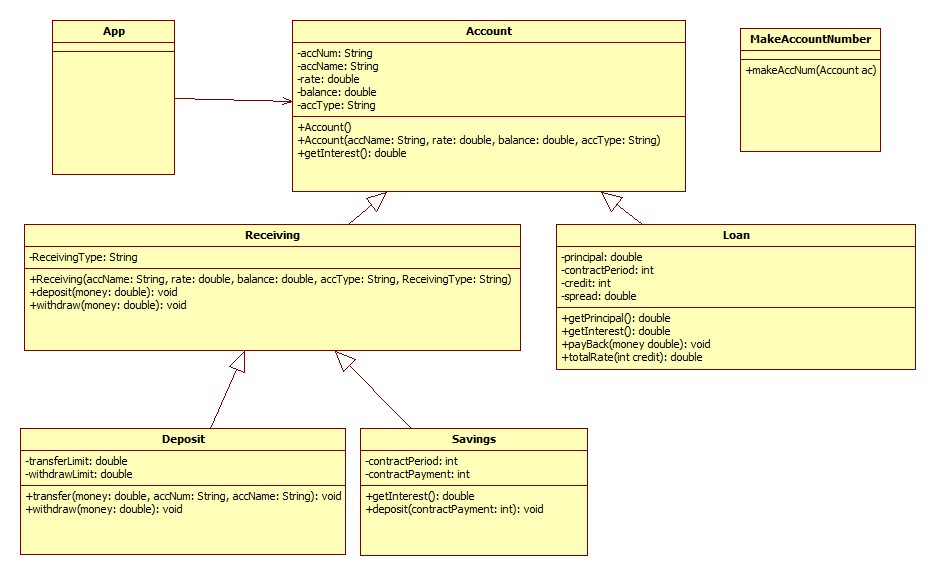 App
Account
-accNum: String
-accName: String
-rate: double
-balance: double
-accType: String
+Account()
+Account(accName: String, rate: double, balance: double, accType: String)
+getInterest(): double
MakeAccountNumber
+makeAccNum(Account ac)
Receiving
-ReceivingType: String
+Receiving(accName: String, rate: double, balance: double, accType: String, ReceivingType: String)
+deposit(money: double): void
+withdraw(money: double): void
Loan
-principal: double
-contractPeriod: int
-credit: int
-spread: double
+getPrincipal(): double
+getInterest(): double
+payBack(money double): void
+totalRate(int credit): double
Deposit
-transferLimit: double
-withdrawLimit: double
+transfer(money: double, accNum: String, accName: String): void
+withdraw(money: double): void
Savings
-contractPeriod: int
-contractPayment: int
+getInterest(): double
+deposit(contractPayment: int): void